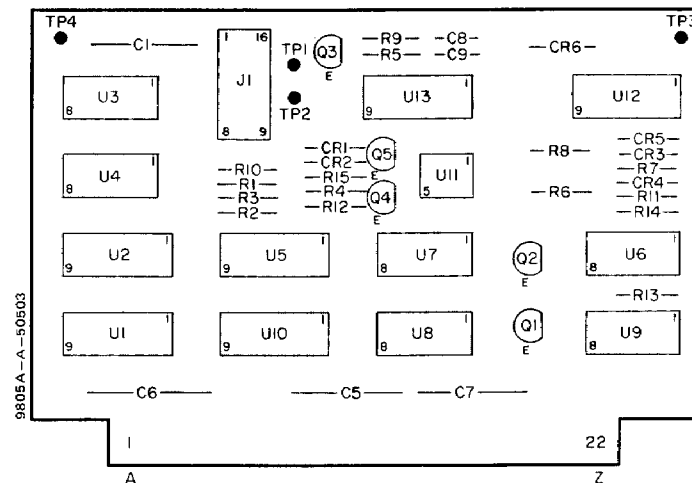 TP4
TP3
C1
1 16
TP1
Q3
E
R9
C8
R5
C9
CR6
J1
TP2
8 9
U3
1
8
U13
1
8
U12
1
8
CR1
CR2
R15
R4
R12
Q5
E
Q4
E
U11
1
5
R8
R6
CR5
CR3
R7
CR4
R11
R14
U4
1
8
R10
R1
R3
R2
U2
1
9
U5
1
9
U7
1
8
Q2
E
U6
1
8
R13
U1
1
9
U10
1
9
U8
1
8
Q1
E
U9
1
8
9805A-A-50503
C6
C5
C7
1
22
A
Z